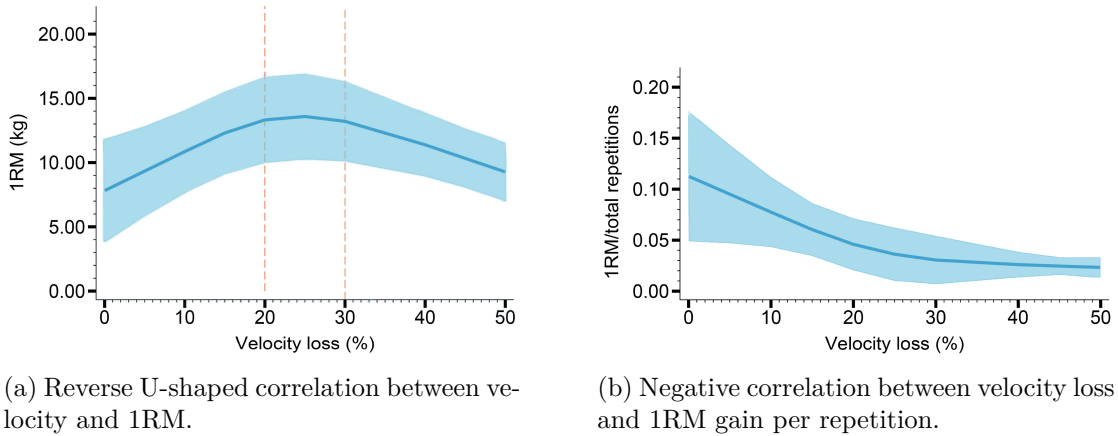 20.00
15.00
10.00
5.00
0.00
1RM (kg)
0 10 20 30 40 50
Velocity loss (%)
0.20
0.15
0.10
0.05
0.00
1RM/total repetitions
0 10 20 30 40 50
Velocity loss (%)
(a) Reverse U-shaped correlation between ve-
locity and 1RM.
(b) Negative correlation between velocity loss
and 1RM gain per repetition.